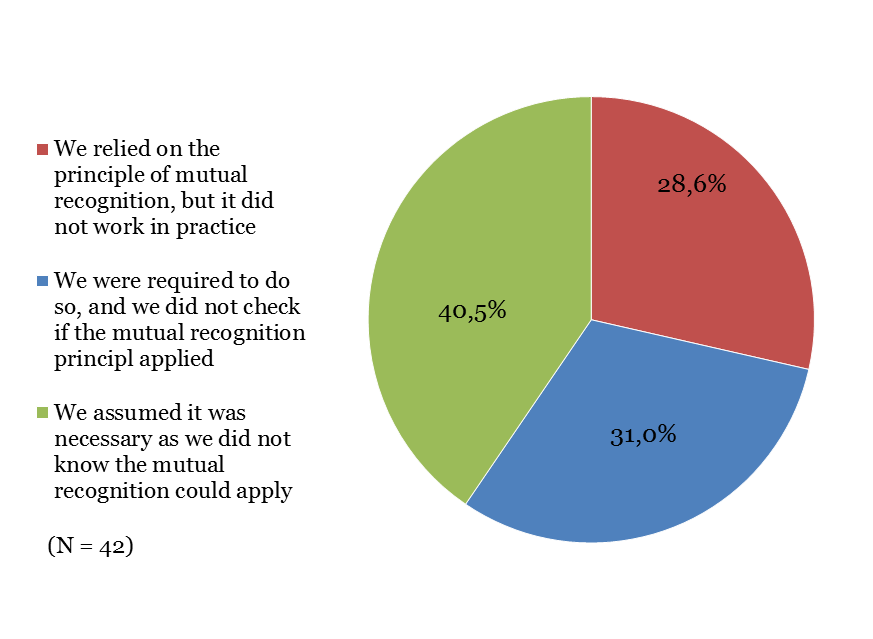 We relied on the
principle of mutual
recognition, but it did
not work in practice
We were required to do
so, and we did not check
if the mutual recognition
principl applied
We assumed it was
necessary as we did not
know the mutual
recognition could apply
(N = 42)
28,6%
40,5%
31,0%